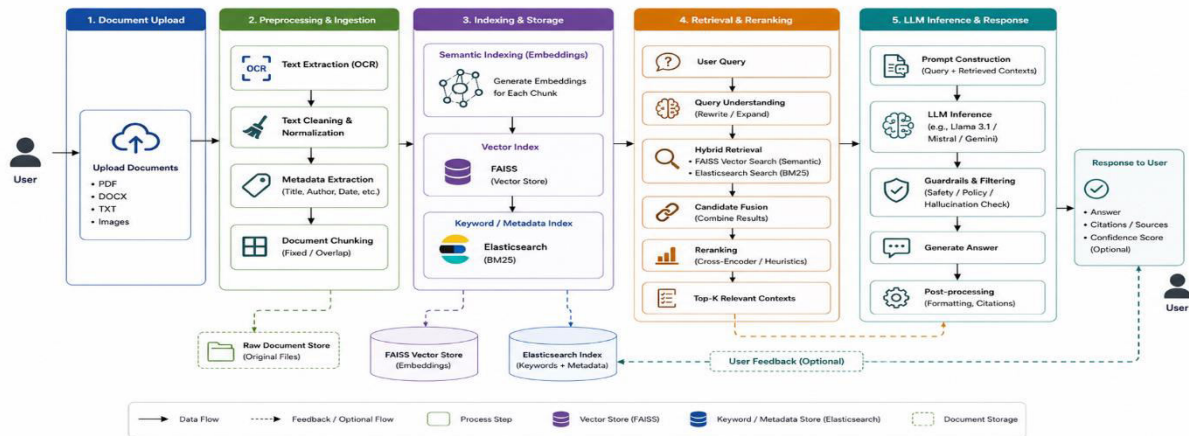 1. Document Upload
User
Upload Documents
• PDF
• DOCX
• TXT
• Images
2. Preprocessing & Ingestion
OCR
Text Extraction (OCR)
Text Cleaning &
Normalization
Metadata Extraction
(Title, Author, Date, etc.)
Document Chunking
(Fixed / Overlap)
Raw Document Store
(Original Files)
3. Indexing & Storage
Semantic Indexing (Embeddings)
Generate Embeddings
for Each Chunk
Vector Index
FAISS
(Vector Store)
Keyword / Metadata Index
Elasticsearch
(BM25)
FAISS Vector Store
(Embeddings)
Elasticsearch Index
(Keywords + Metadata)
4. Retrieval & Reranking
User Query
Query Understanding
(Rewrite / Expand)
Hybrid Retrieval
• FAISS Vector Search (Semantic)
• Elasticsearch Search (BM25)
Candidate Fusion
(Combine Results)
Reranking
(Cross-Encoder / Heuristics)
Top-K Relevant Contexts
5. LLM Inference & Response
Prompt Construction
(Query + Retrieved Contexts)
LLM Inference
(e.g., Llama 3.1 /
Mistral / Gemini)
Guardrails & Filtering
(Safety / Policy /
Hallucination Check)
Generate Answer
Post-processing
(Formatting, Citations)
Response to User
• Answer
• Citations / Sources
• Confidence Score
(Optional)
User
User Feedback (Optional)
Data Flow
Feedback / Optional Flow
Process Step
Vector Store (FAISS)
Keyword / Metadata Store (Elasticsearch)
Document Storage